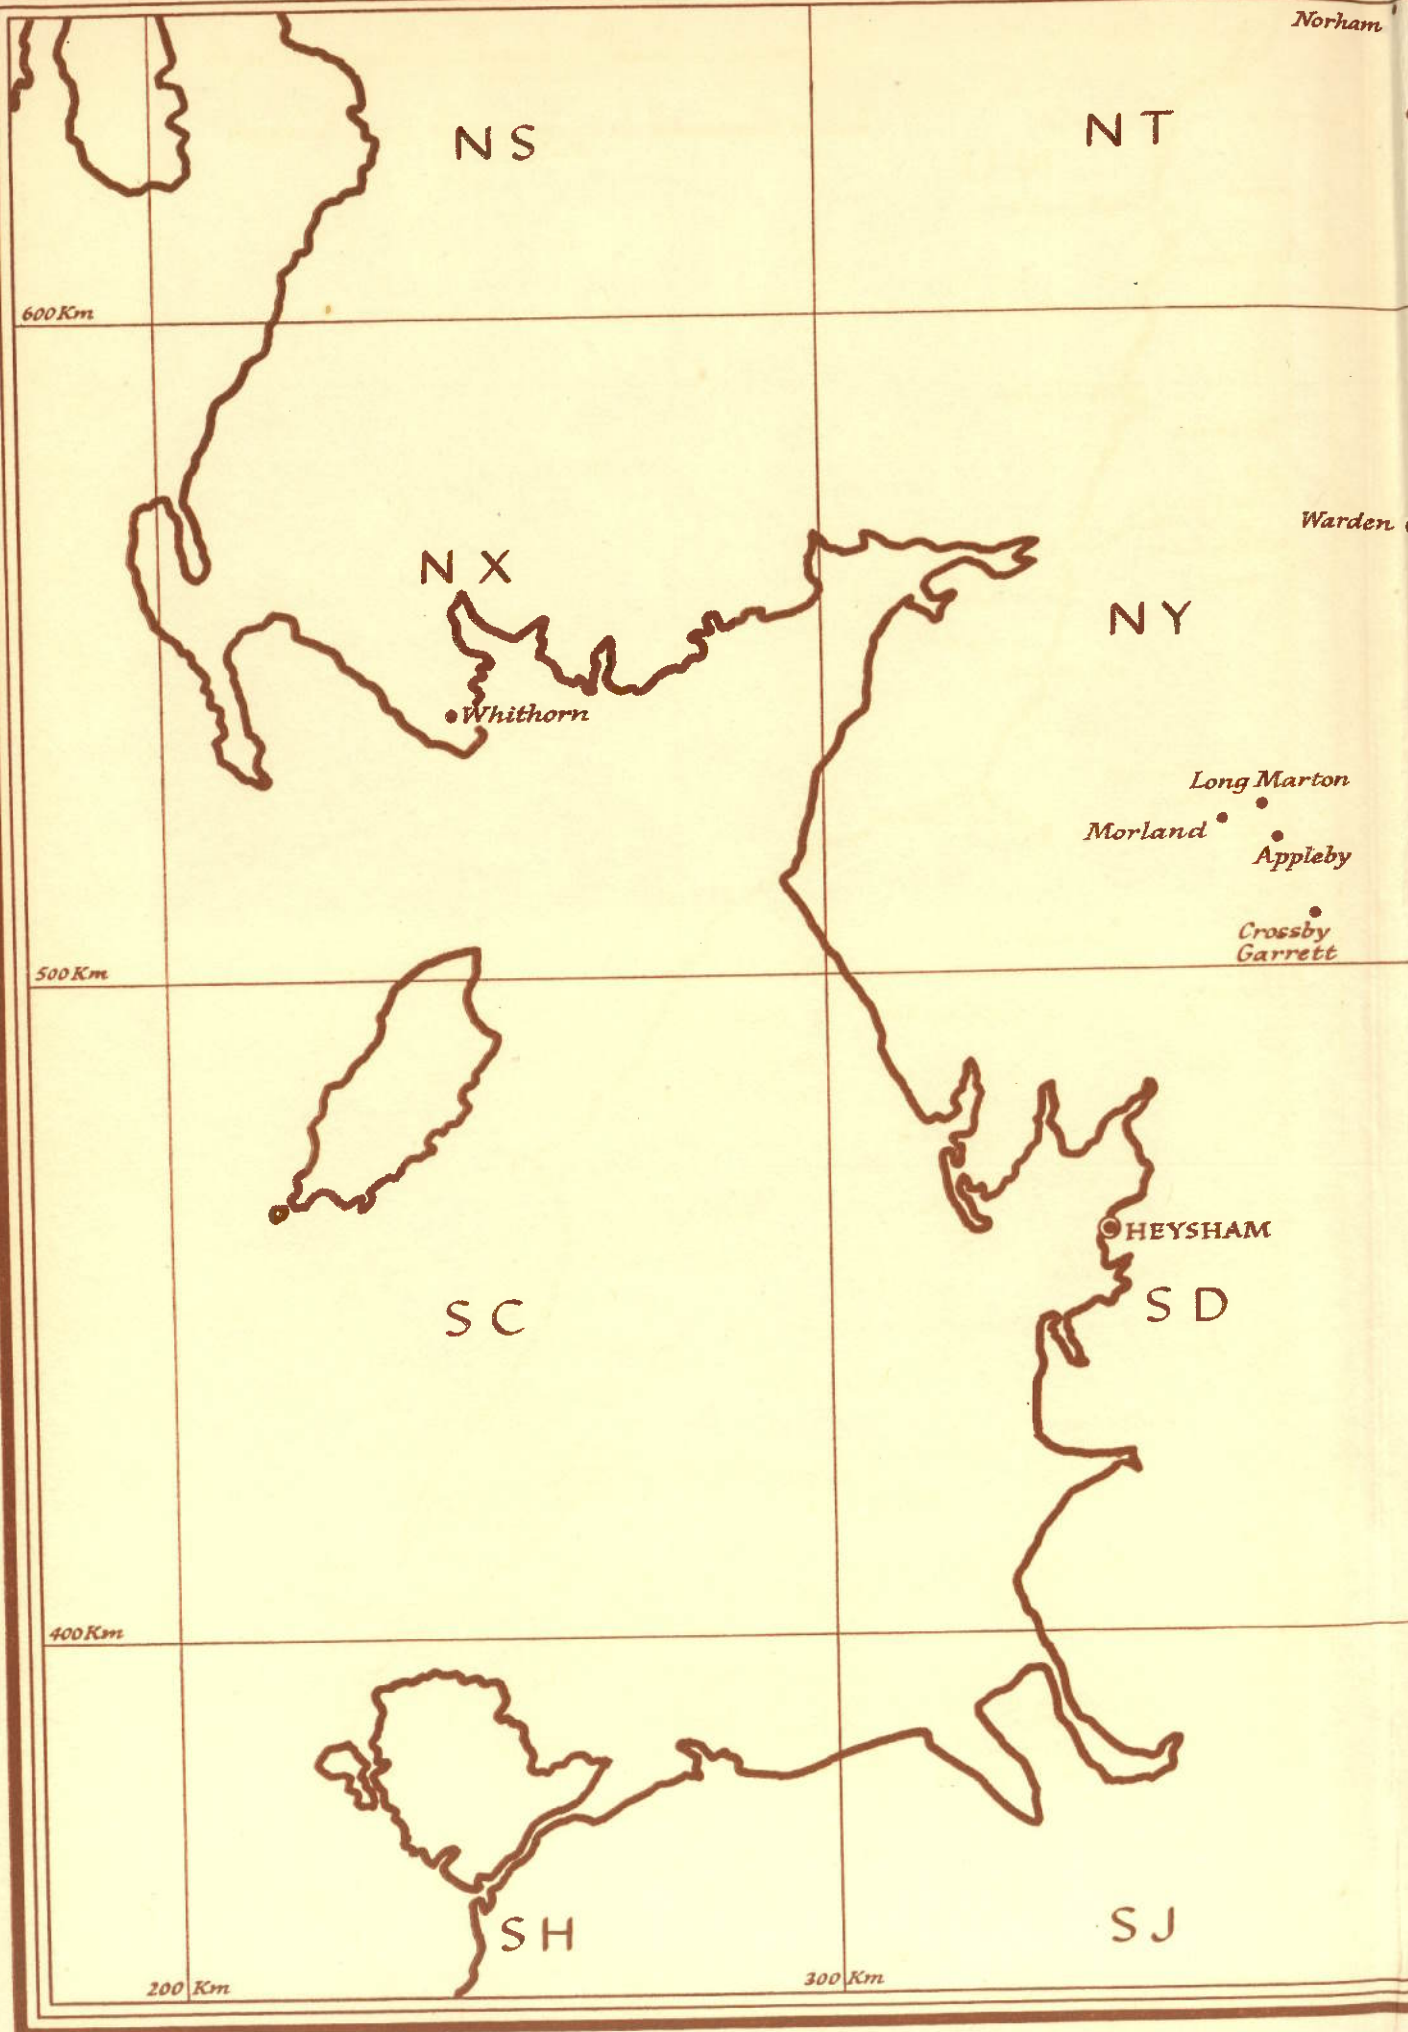 Norham
NS
NT
600Km
Warden
NX
NY
Whithorn
Long Marton
Morland
Appleby
Crossby
Garrett
500Km
HEYSHAM
SC
SD
400Km
SH
SJ
200 Km
300 Km